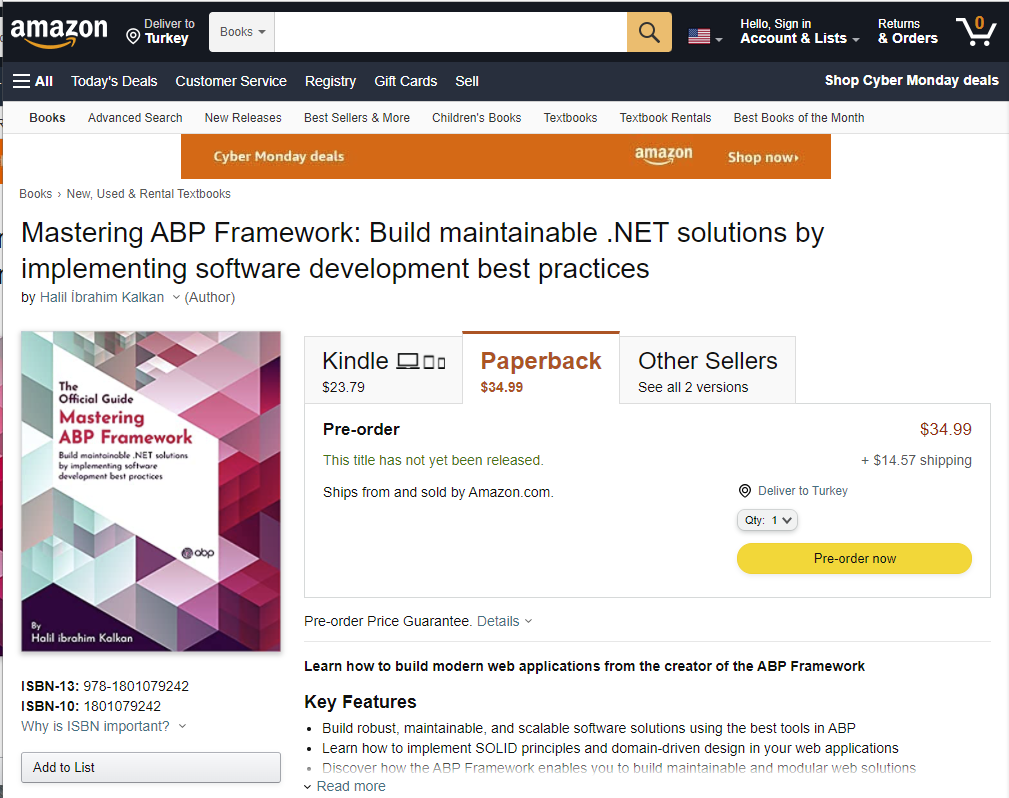 amazon
Deliver to
Turkey
Books
Hello, Sign in
Account & Lists
Returns
& Orders
0
All
Today's Deals
Customer Service
Registry
Gift Cards
Sell
Shop Cyber Monday deals
Books
Advanced Search
New Releases
Best Sellers & More
Children's Books
Textbooks
Textbook Rentals
Best Books of the Month
Cyber Monday deals
amazon
Shop now
Books › New, Used & Rental Textbooks
Mastering ABP Framework: Build maintainable .NET solutions by
implementing software development best practices
by Halil İbrahim Kalkan (Author)
The
Official Guide
Mastering
ABP Framework
Build maintainable .NET solutions
by implementing software
development best practices
abp
By
Halil ibrahim Kalkan
ISBN-13: 978-1801079242
ISBN-10: 1801079242
Why is ISBN important?
Add to List
Kindle
$23.79
Paperback
$34.99
Other Sellers
See all 2 versions
Pre-order
$34.99
This title has not yet been released.
+ $14.57 shipping
Ships from and sold by Amazon.com.
Deliver to Turkey
Qty: 1
Pre-order now
Pre-order Price Guarantee. Details
Learn how to build modern web applications from the creator of the ABP Framework
Key Features
• Build robust, maintainable, and scalable software solutions using the best tools in ABP
• Learn how to implement SOLID principles and domain-driven design in your web applications
• Discover how the ABP Framework enables you to build maintainable and modular web solutions
Read more